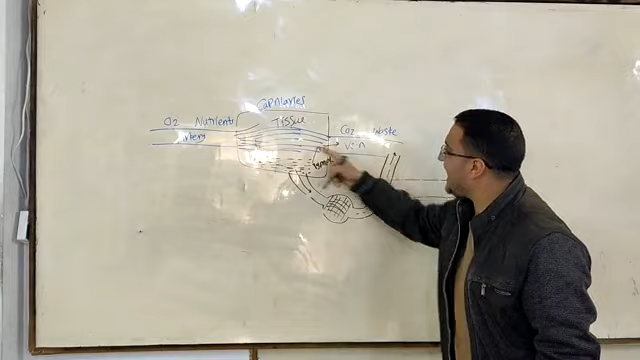 Capillaries
O2 Nutrients
Tissue
CO2 Waste
Artery
Vein